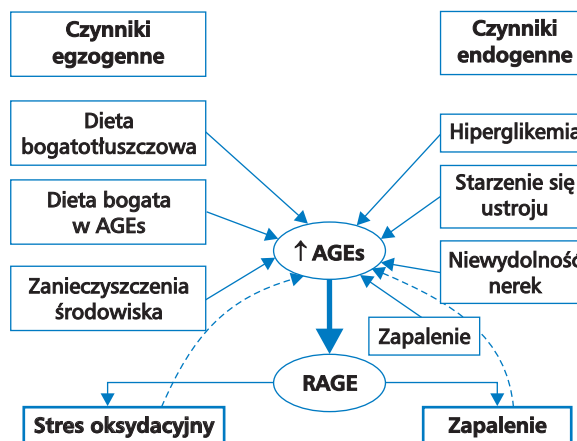 Czynniki
egzogenne
Czynniki
endogenne
Dieta
bogatotłuszczowa
Hiperglikemia
Dieta bogata
w AGEs
Starzenie się
ustroju
↑ AGEs
Zanieczyszczenia
środowiska
Niewydolność
nerek
Zapalenie
RAGE
Stres oksydacyjny
Zapalenie